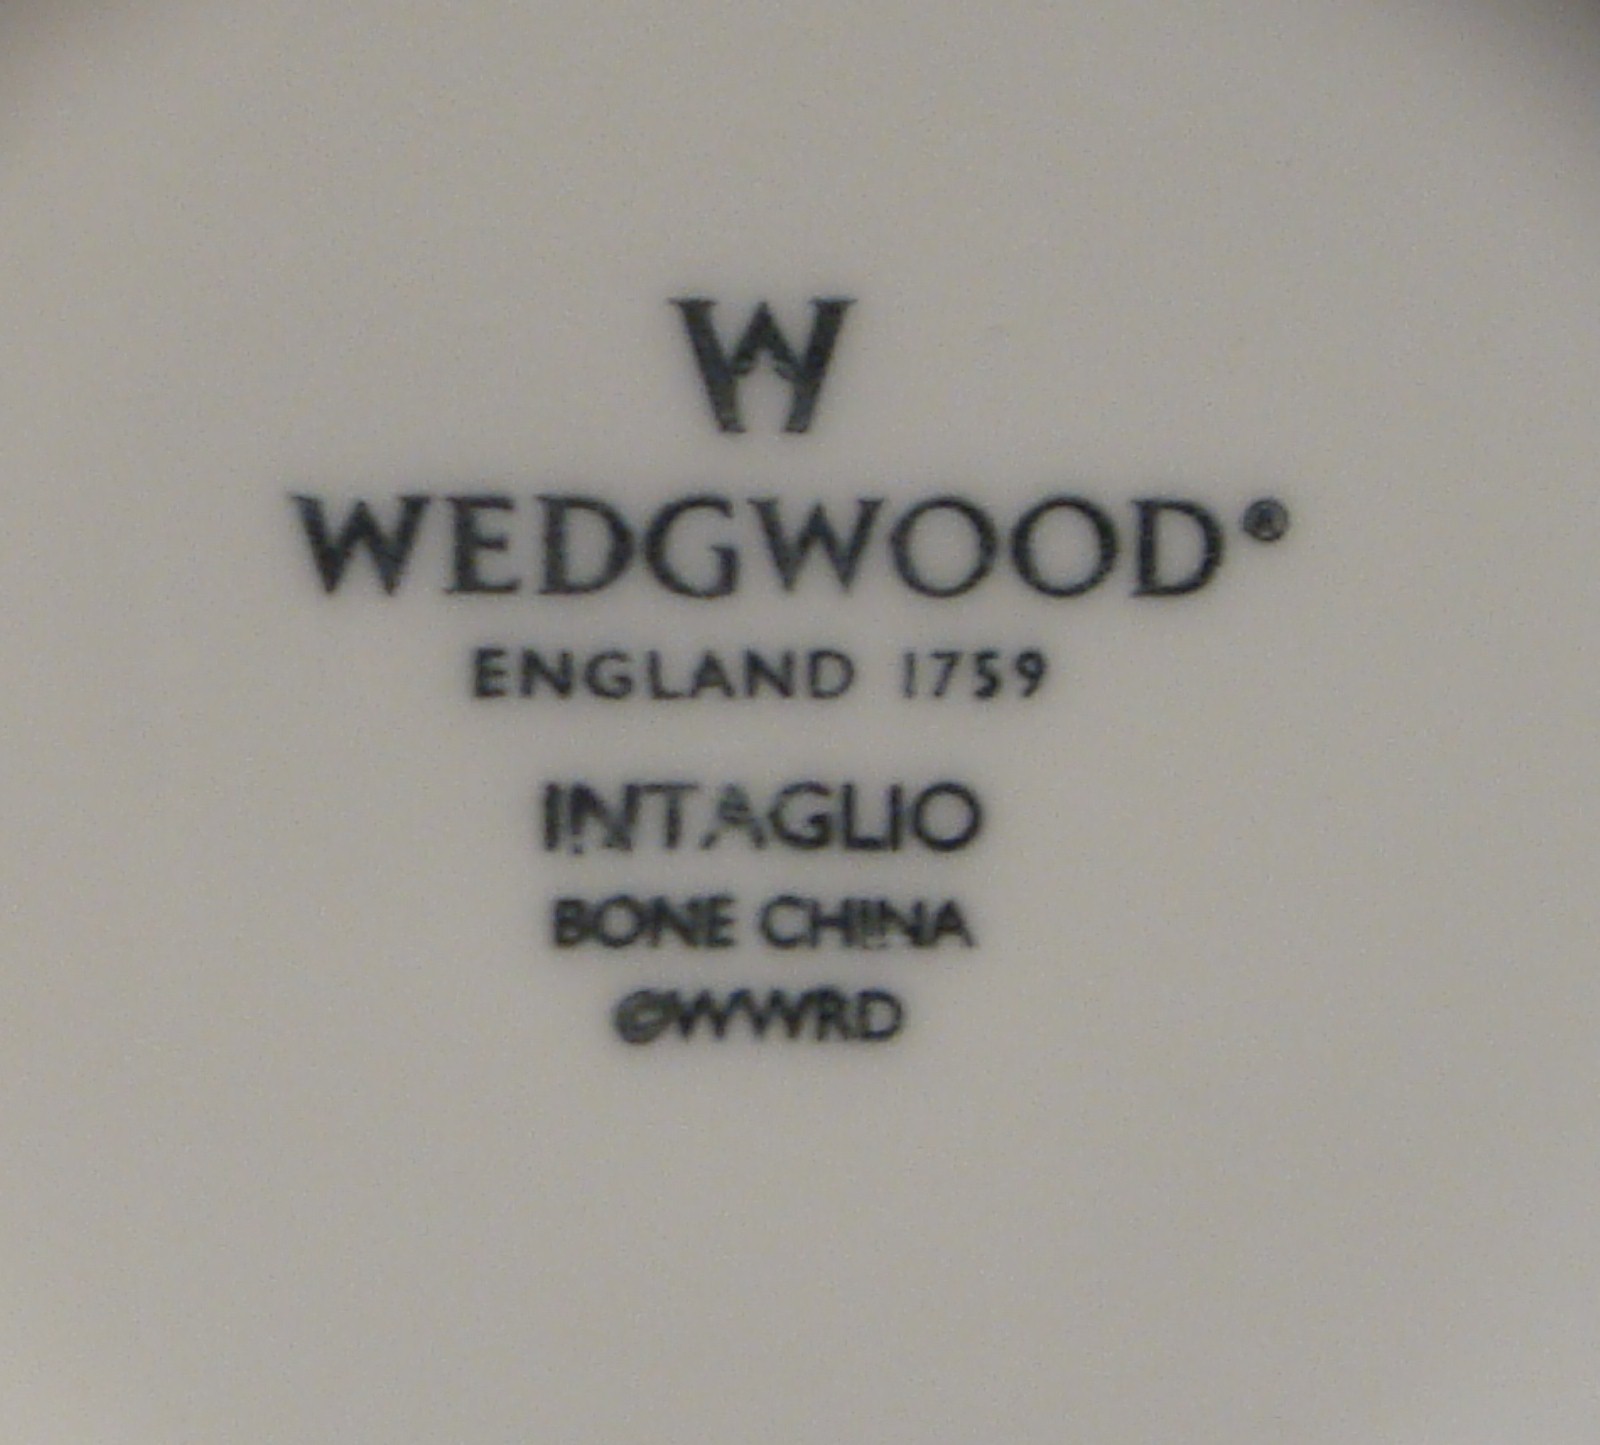 W
WEDGWOOD®
ENGLAND 1759
INTAGLIO
BONE CHINA
©WWRD